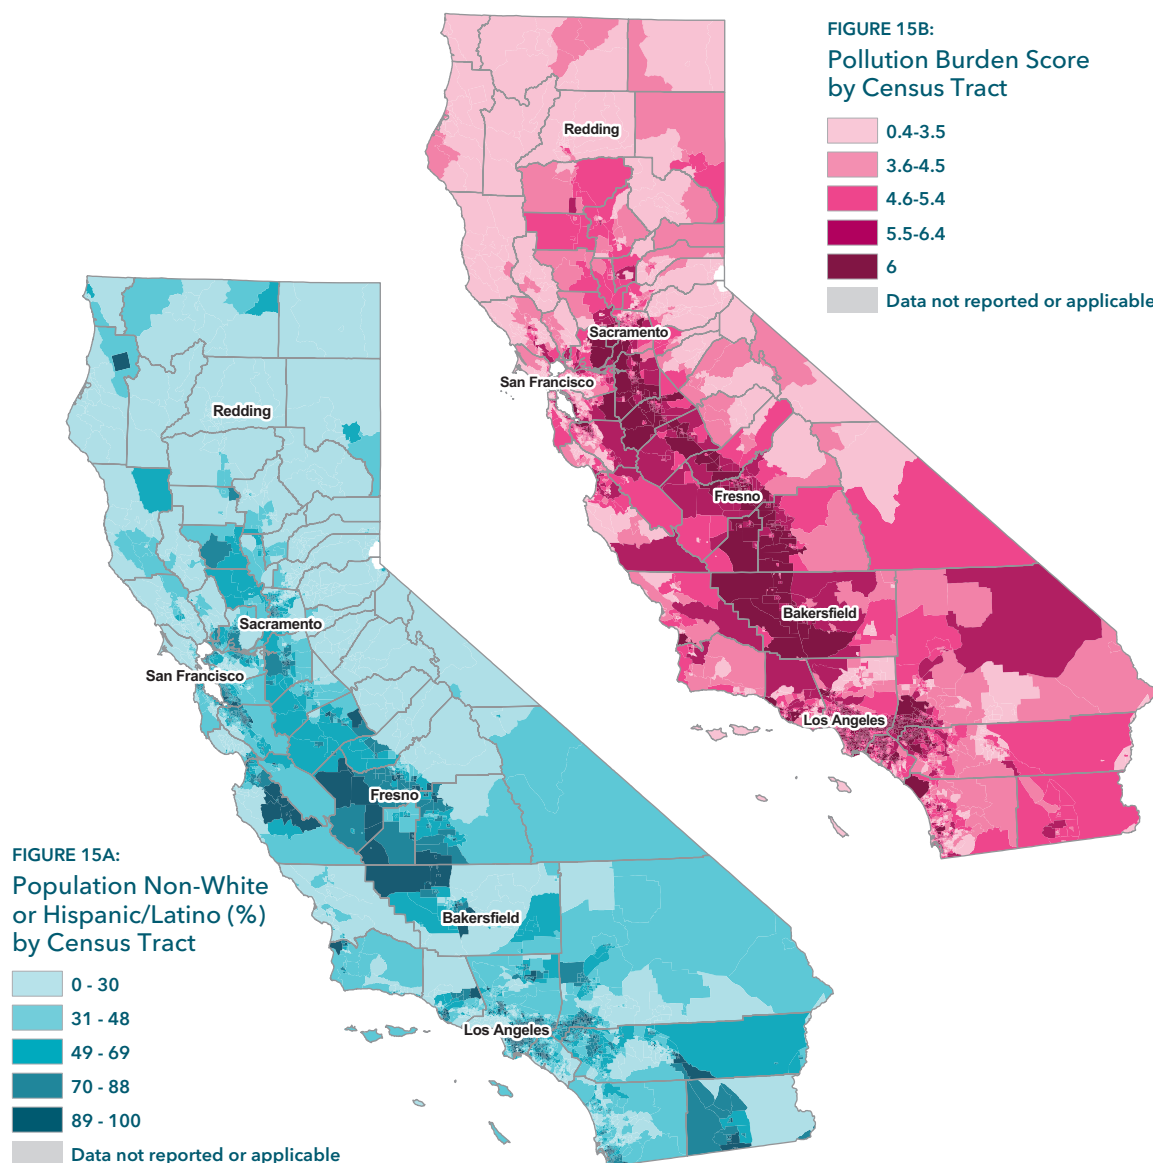 FIGURE 15B:
Pollution Burden Score
by Census Tract
0.4-3.5
3.6-4.5
4.6-5.4
5.5-6.4
6
Data not reported or applicable
Redding
Sacramento
San Francisco
Fresno
Bakersfield
Los Angeles
Redding
Sacramento
San Francisco
Fresno
Bakersfield
Los Angeles
FIGURE 15A:
Population Non-White
or Hispanic/Latino (%)
by Census Tract
0 - 30
31 - 48
49 - 69
70 - 88
89 - 100
Data not reported or applicable